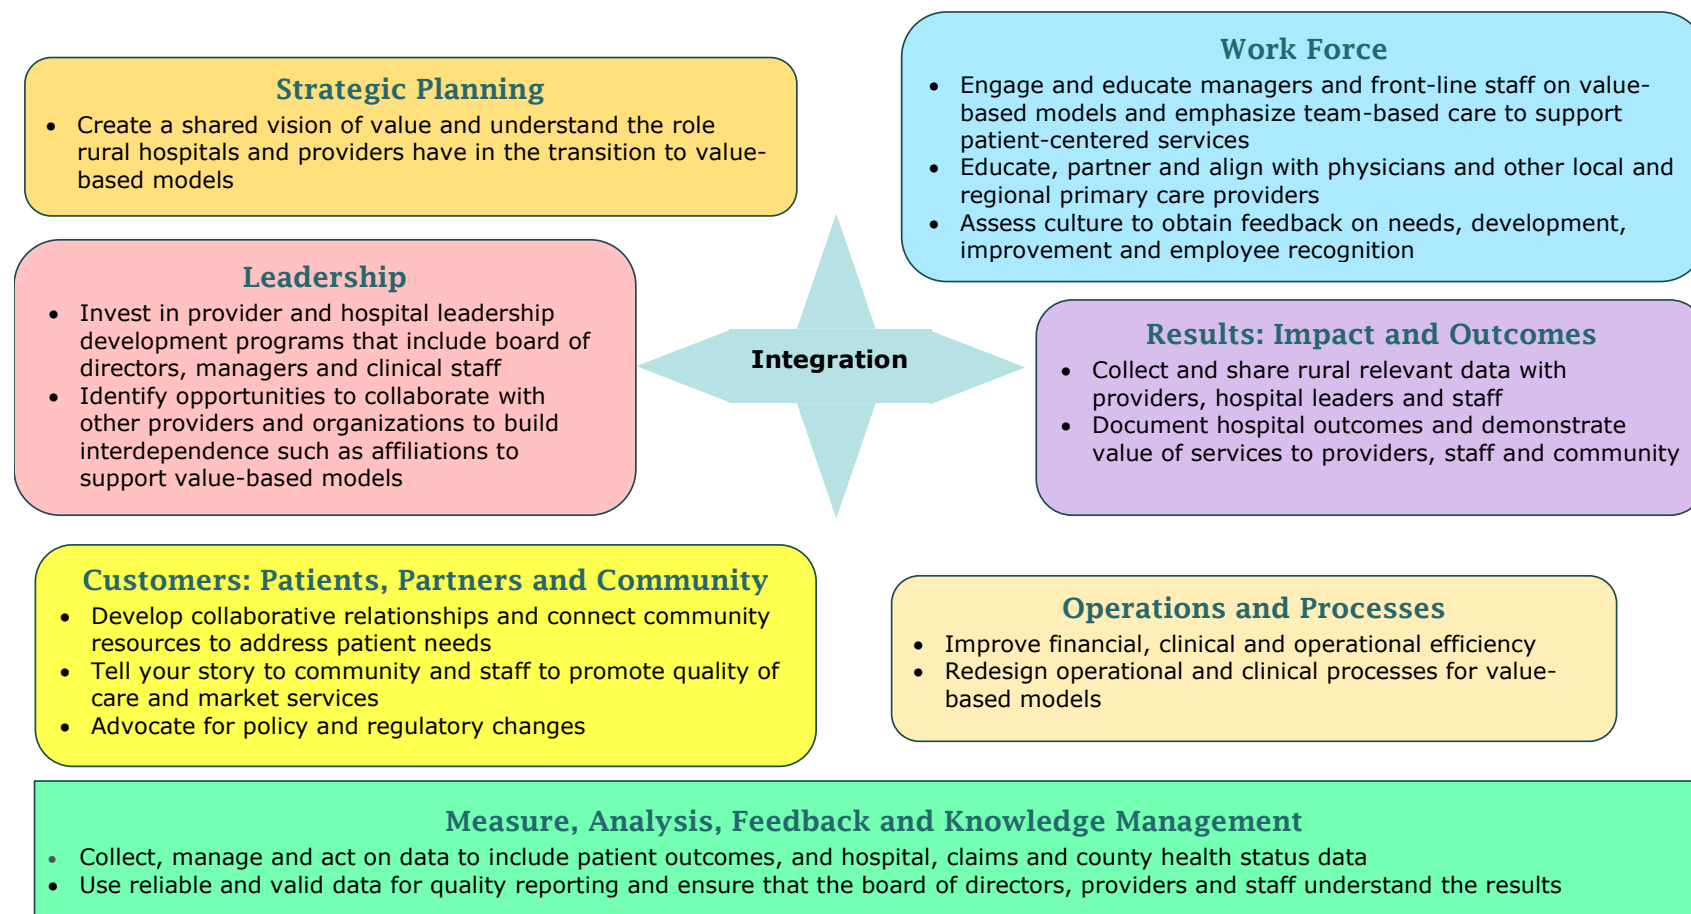 Strategic Planning
• Create a shared vision of value and understand the role
rural hospitals and providers have in the transition to value-
based models
Work Force
• Engage and educate managers and front-line staff on value-
based models and emphasize team-based care to support
patient-centered services
• Educate, partner and align with physicians and other local and
regional primary care providers
• Assess culture to obtain feedback on needs, development,
improvement and employee recognition
Leadership
• Invest in provider and hospital leadership
development programs that include board of
directors, managers and clinical staff
• Identify opportunities to collaborate with
other providers and organizations to build
interdependence such as affiliations to
support value-based models
Integration
Results: Impact and Outcomes
• Collect and share rural relevant data with
providers, hospital leaders and staff
• Document hospital outcomes and demonstrate
value of services to providers, staff and community
Customers: Patients, Partners and Community
• Develop collaborative relationships and connect community
resources to address patient needs
• Tell your story to community and staff to promote quality of
care and market services
• Advocate for policy and regulatory changes
Operations and Processes
• Improve financial, clinical and operational efficiency
• Redesign operational and clinical processes for value-
based models
Measure, Analysis, Feedback and Knowledge Management
• Collect, manage and act on data to include patient outcomes, and hospital, claims and county health status data
• Use reliable and valid data for quality reporting and ensure that the board of directors, providers and staff understand the results